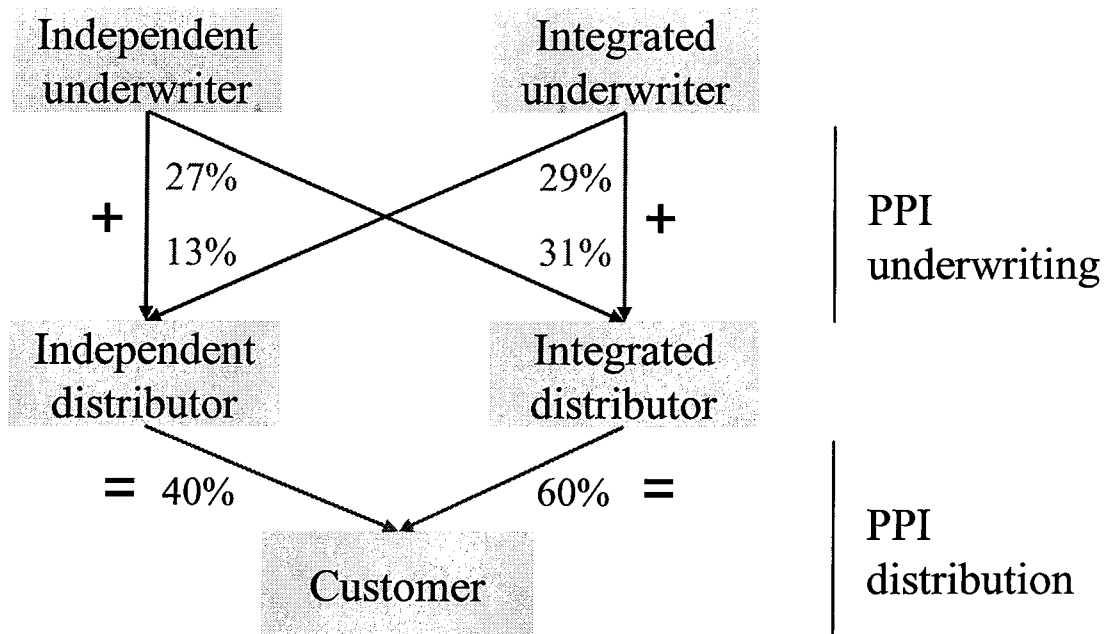 Independent
underwriter
Integrated
underwriter
27%
29%
+
+
13%
31%
PPI
underwriting
Independent
distributor
Integrated
distributor
= 40%
60% =
PPI
distribution
Customer